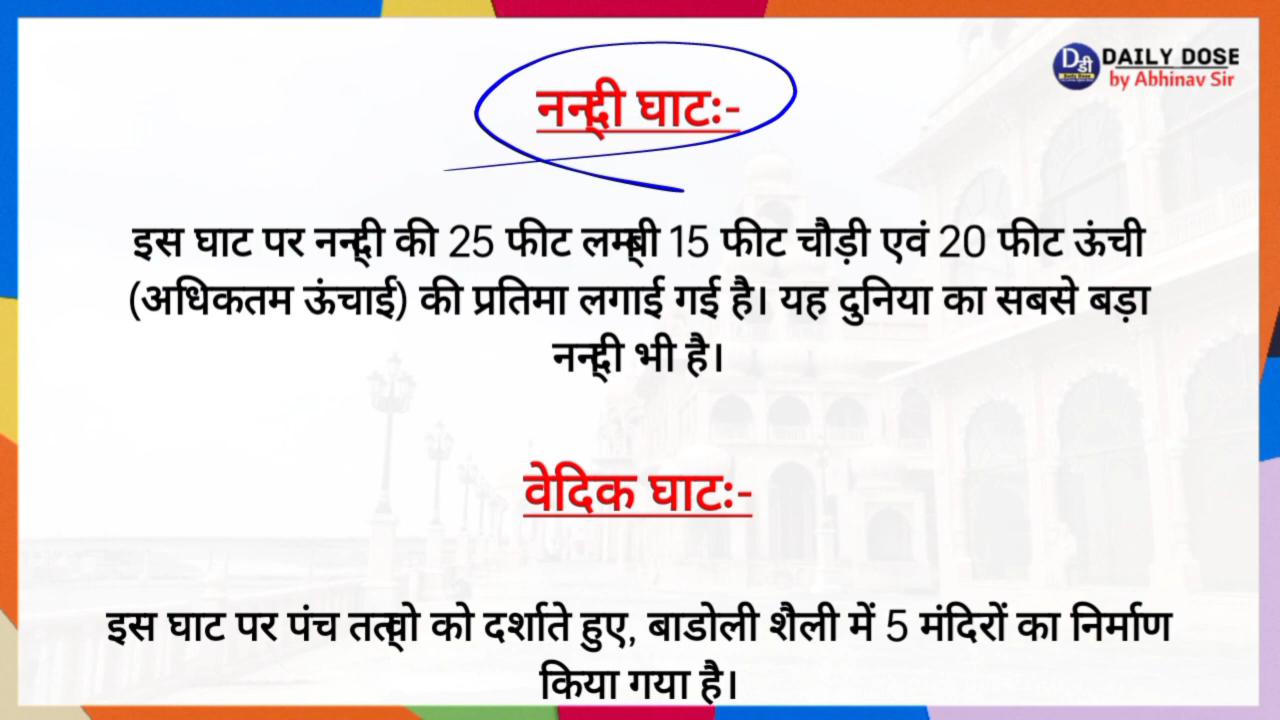 DAILY DOSE
by Abhinav Sir
नन्दी घाटः-
इस घाट पर नन्दी की 25 फीट लम्बी 15 फीट चौड़ी एवं 20 फीट ऊंची
(अधिकतम ऊंचाई) की प्रतिमा लगाई गई है। यह दुनिया का सबसे बड़ा
नन्दी भी है।
वेदिक घाटः-
इस घाट पर पंच तत्वो को दर्शाते हुए, बाडोली शैली में 5 मंदिरों का निर्माण
किया गया है।